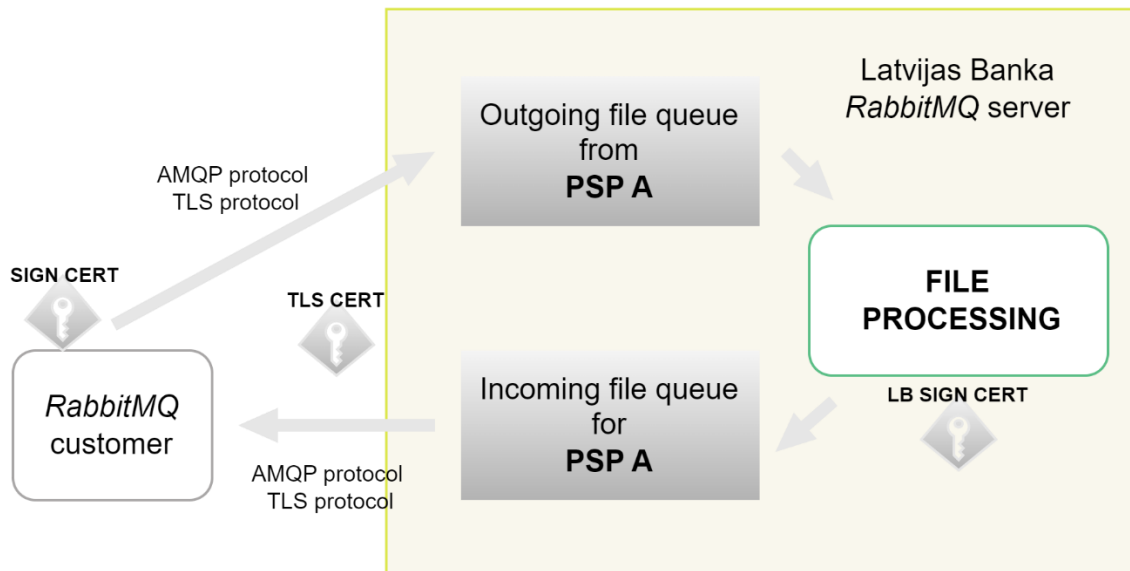 Latvijas Banka
RabbitMQ server
Outgoing file queue
from
PSP A
AMQP protocol
TLS protocol
SIGN CERT
TLS CERT
FILE
PROCESSING
RabbitMQ
customer
Incoming file queue
for
PSP A
LB SIGN CERT
AMQP protocol
TLS protocol